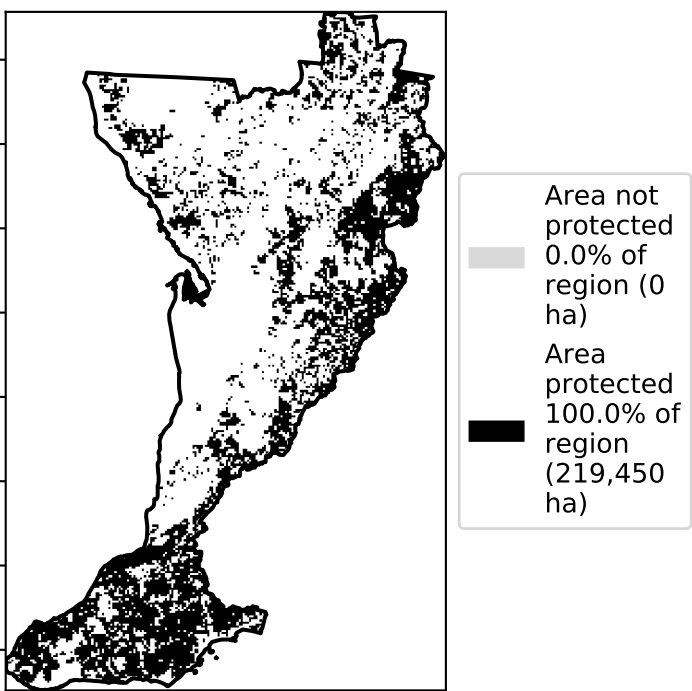 Area not
protected
0.0% of
region (0
ha)
Area
protected
100.0% of
region
(219,450
ha)